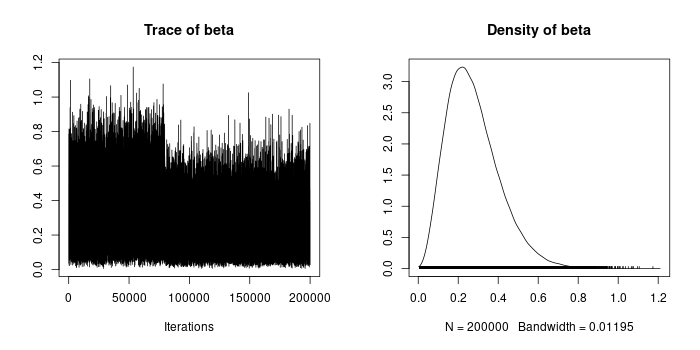 Trace of beta
0.0 0.2 0.4 0.6 0.8 1.0 1.2
0 50000 100000 150000 200000
Iterations
Density of beta
0.0 0.5 1.0 1.5 2.0 2.5 3.0
0.0 0.2 0.4 0.6 0.8 1.0 1.2
N = 200000 Bandwidth = 0.01195